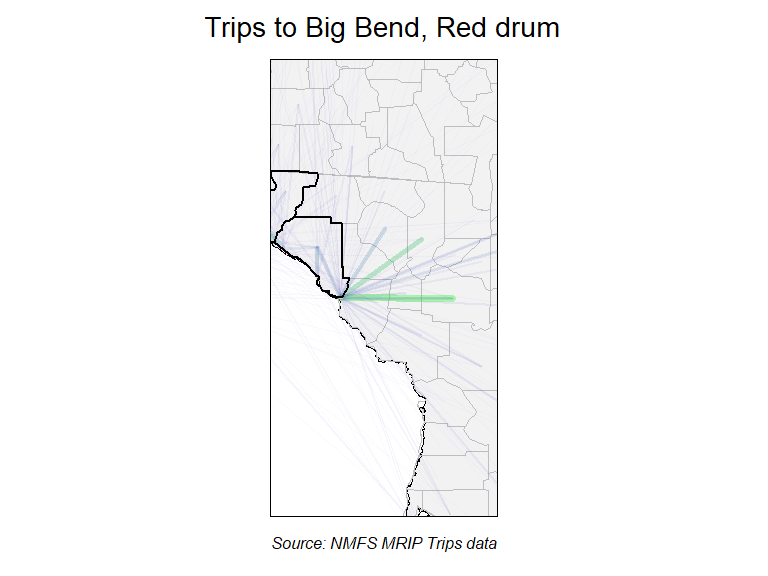 Trips to Big Bend, Red drum
Source: NMFS MRIP Trips data